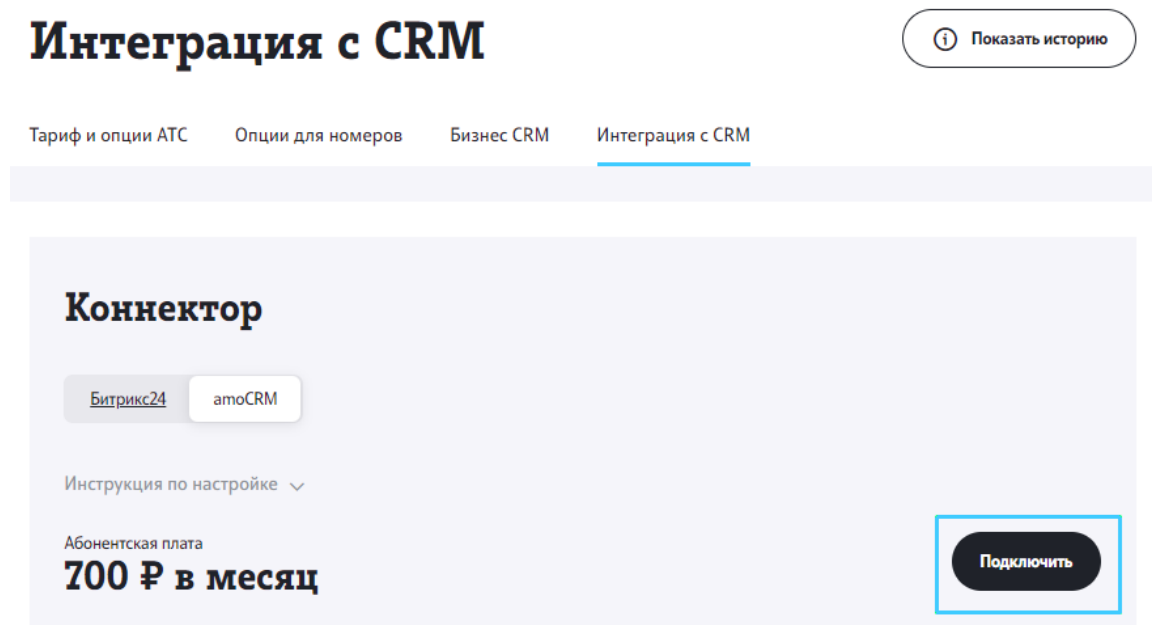 Интеграция с CRM
Показать историю
Тариф и опции АТС
Опции для номеров
Бизнес CRM
Интеграция с CRM
Коннектор
Битрикс24
amoCRM
Инструкция по настройке
Абонентская плата
700 ₽ в месяц
Подключить